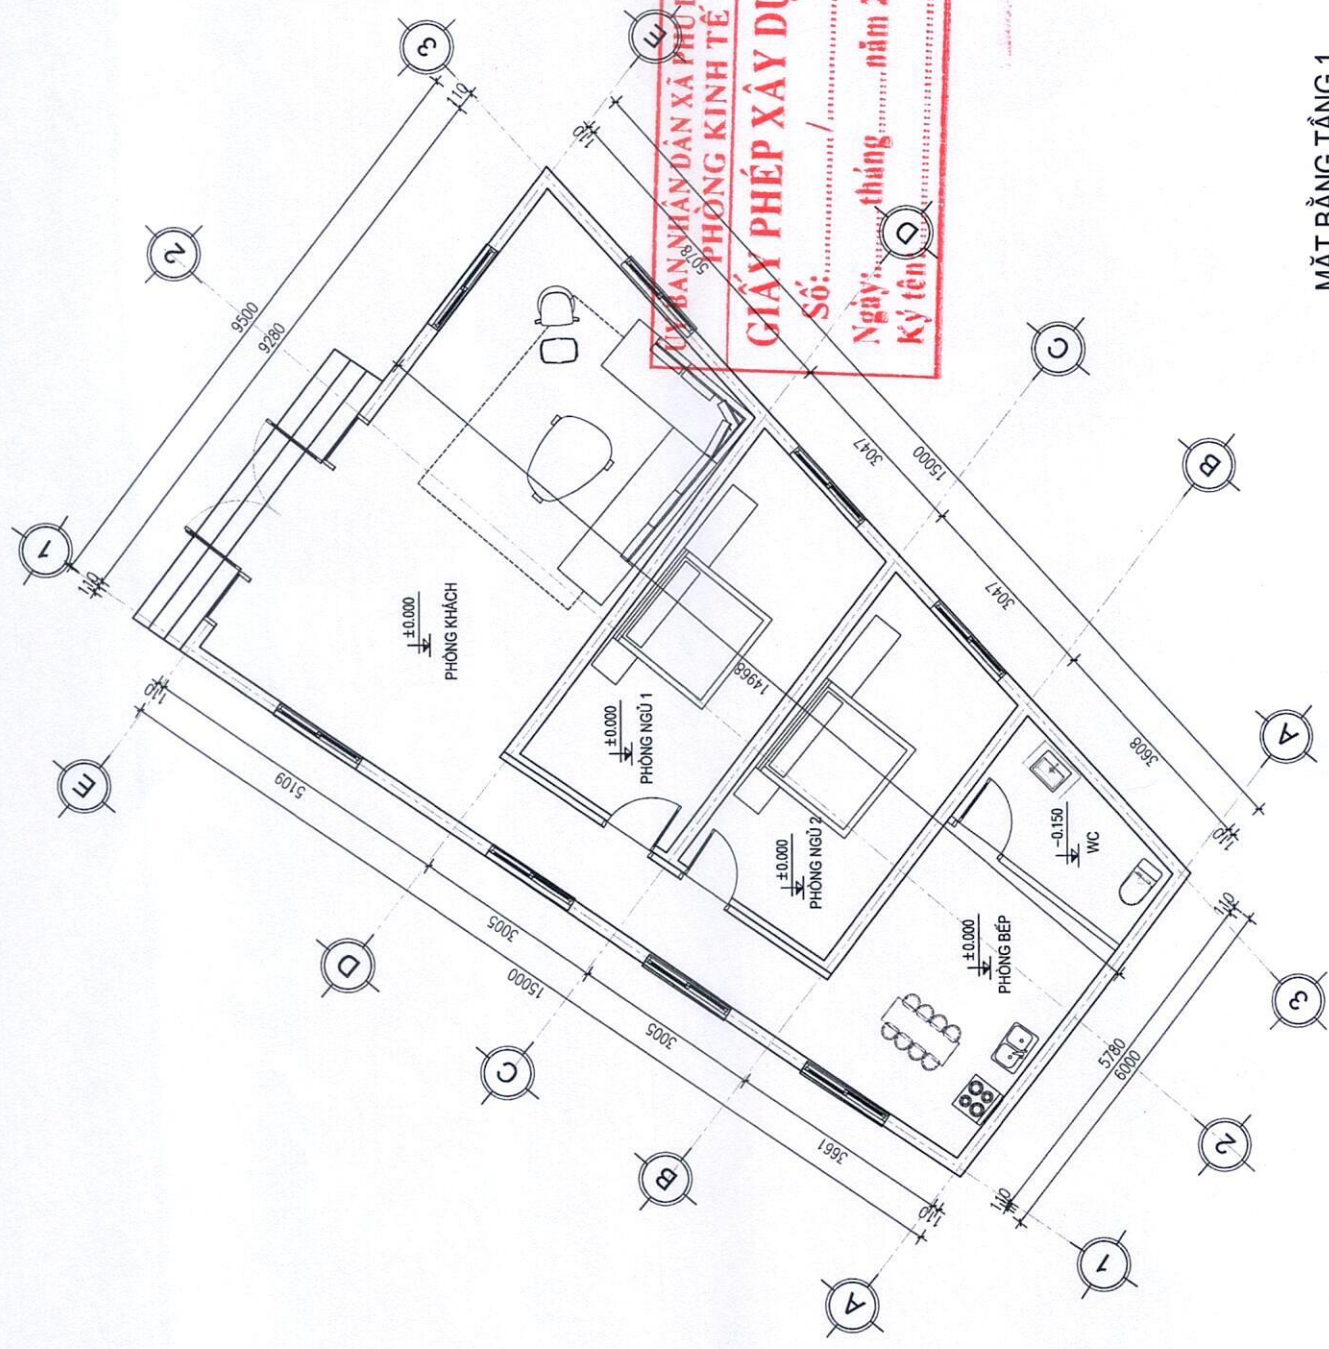 1
2
3
E
9500
9280
110
110
E
110
110
ỦY BAN NHÂN DÂN XÃ
PHÒNG KINH TẾ
GIẤY PHÉP XÂY
Số:............../
Ngày......tháng......năm 2
Ký tên
5109
3005
15000
3005
3661
110
±0.000
PHÒNG KHÁCH
±0.000
PHÒNG NGỦ 1
±0.000
PHÒNG NGỦ 2
±0.000
PHÒNG BẾP
-0.150
WC
14968
5078
3047
15000
3047
3608
110
D
C
B
A
D
C
B
A
110
5780
6000
110
1
2
3
MẶT BẰNG TẦNG 1